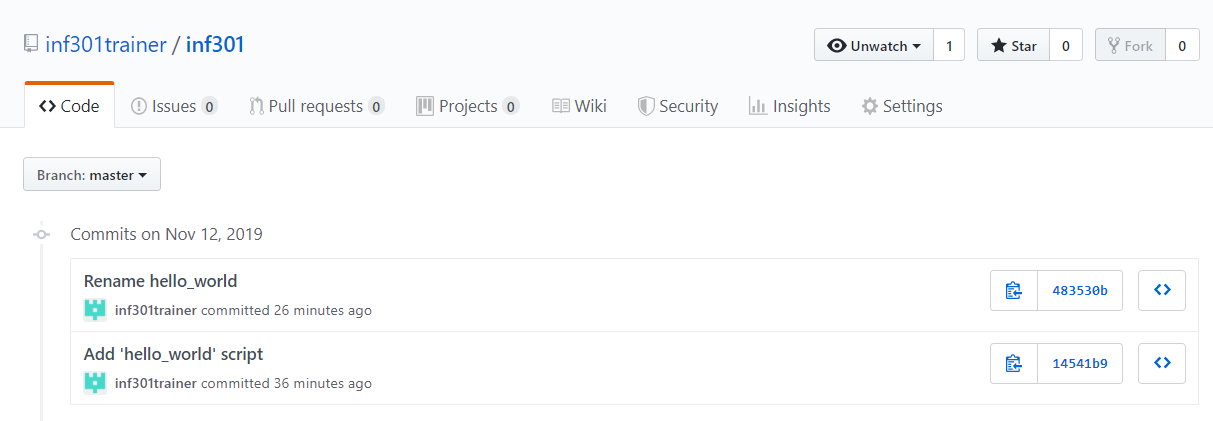 inf301trainer / inf301
Unwatch 1 Star 0 Fork 0
Code Issues 0 Pull requests 0 Projects 0 Wiki Security Insights Settings
Branch: master
Commits on Nov 12, 2019
Rename hello_world
483530b
inf301trainer committed 26 minutes ago
Add 'hello_world' script
14541b9
inf301trainer committed 36 minutes ago